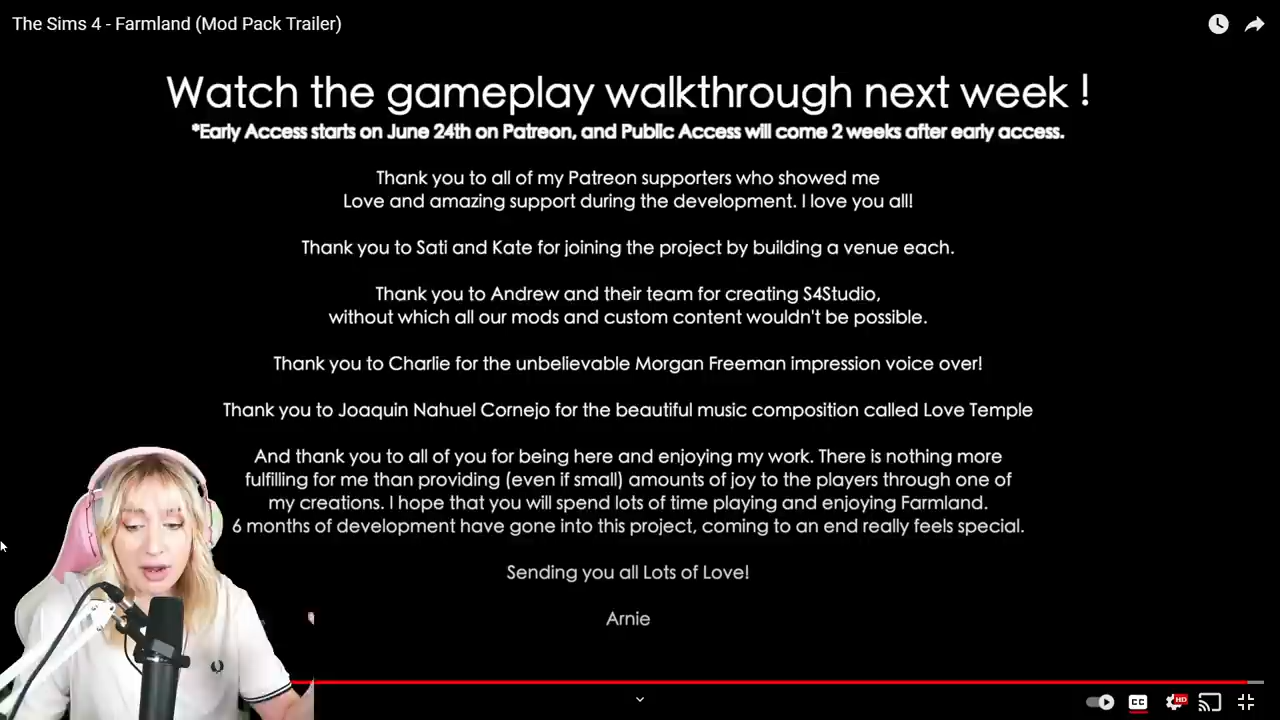 The Sims 4 - Farmland (Mod Pack Trailer)
Watch the gameplay walkthrough next week !
*Early Access starts on June 24th on Patreon, and Public Access will come 2 weeks after early access.
Thank you to all of my Patreon supporters who showed me
Love and amazing support during the development. I love you all!
Thank you to Sati and Kate for joining the project by building a venue each.
Thank you to Andrew and their team for creating S4Studio,
without which all our mods and custom content wouldn't be possible.
Thank you to Charlie for the unbelievable Morgan Freeman impression voice over!
Thank you to Joaquin Nahuel Cornejo for the beautiful music composition called Love Temple
And thank you to all of you for being here and enjoying my work. There is nothing more
fulfilling for me than providing (even if small) amounts of joy to the players through one of
my creations. I hope that you will spend lots of time playing and enjoying Farmland.
6 months of development have gone into this project, coming to an end really feels special.
Sending you all Lots of Love!
Arnie
CC HD